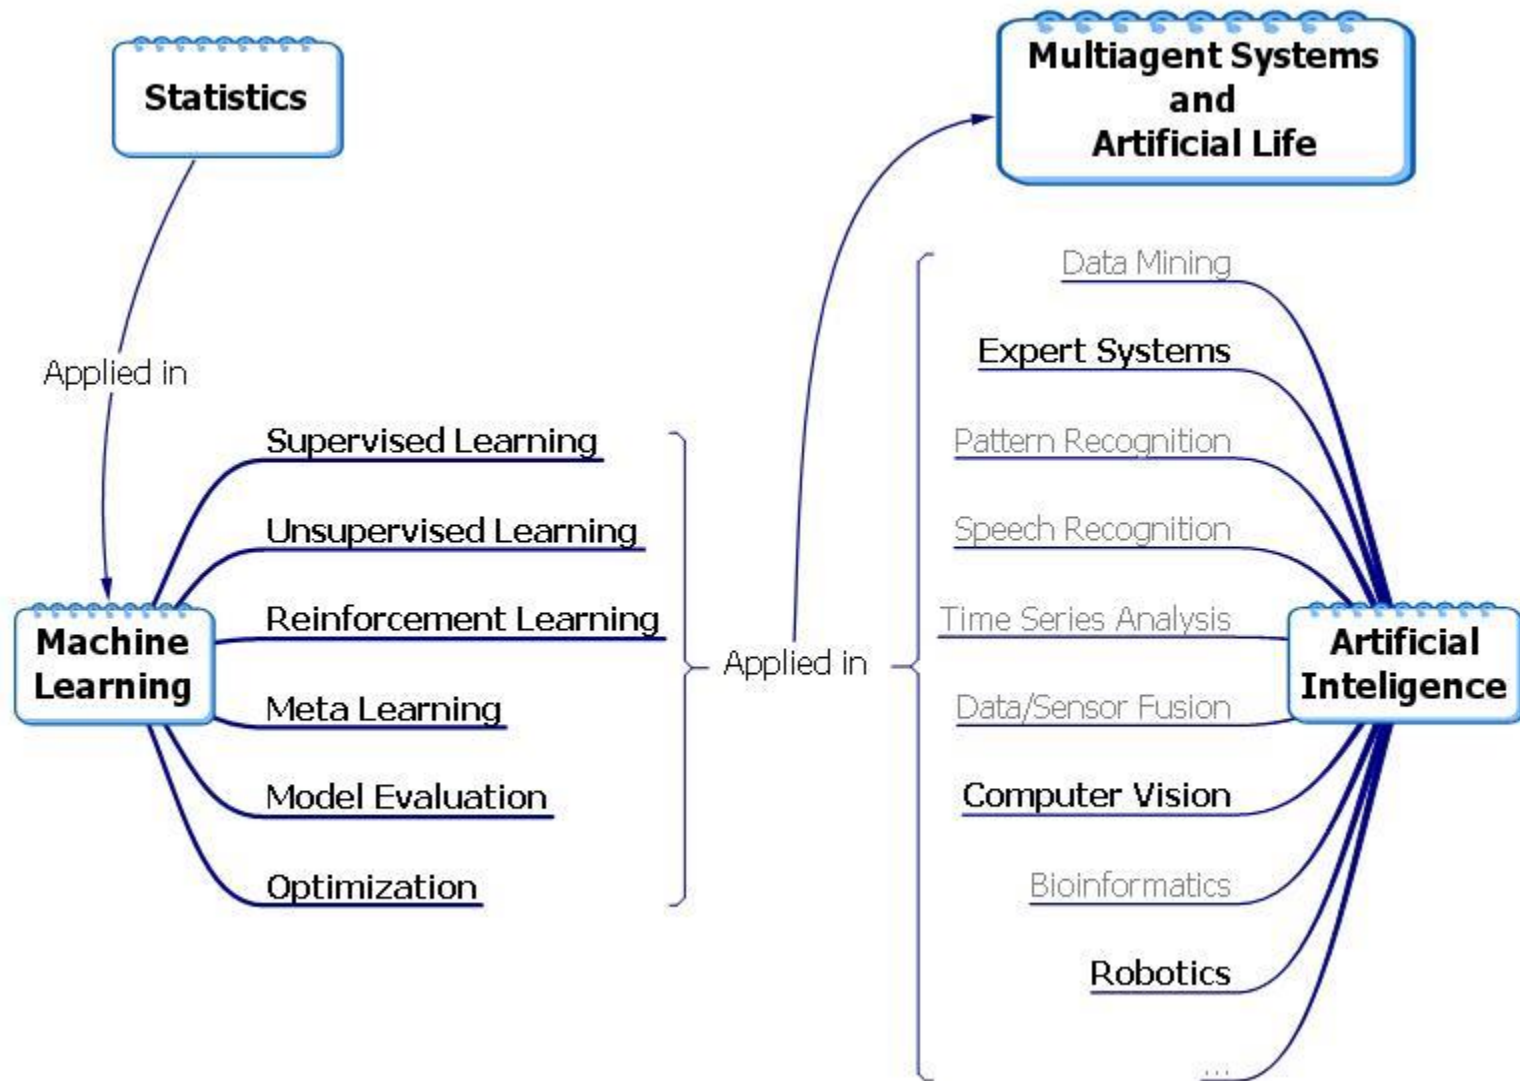 Statistics
Multiagent Systems
and
Artificial Life
Applied in
Machine
Learning
Supervised Learning
Unsupervised Learning
Reinforcement Learning
Meta Learning
Model Evaluation
Optimization
Applied in
Data Mining
Expert Systems
Pattern Recognition
Speech Recognition
Time Series Analysis
Data/Sensor Fusion
Computer Vision
Bioinformatics
Robotics
...
Artificial
Inteligence